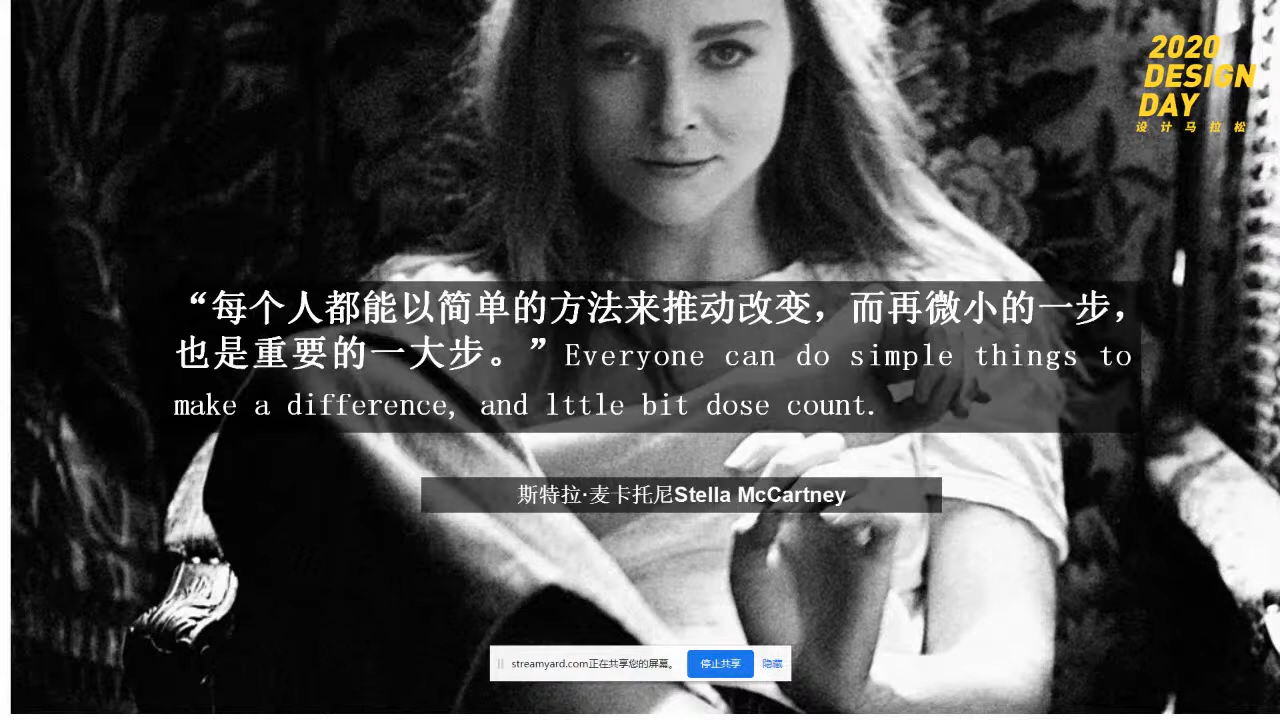 2020
DESIGN
DAY
设计马拉松
“每个人都能以简单的方法来推动改变，而再微小的一步，
也是重要的一大步。”Everyone can do simple things to
make a difference, and lttle bit dose count.
斯特拉·麦卡托尼Stella McCartney
streamyard.com正在共享您的屏幕。 停止共享 隐藏